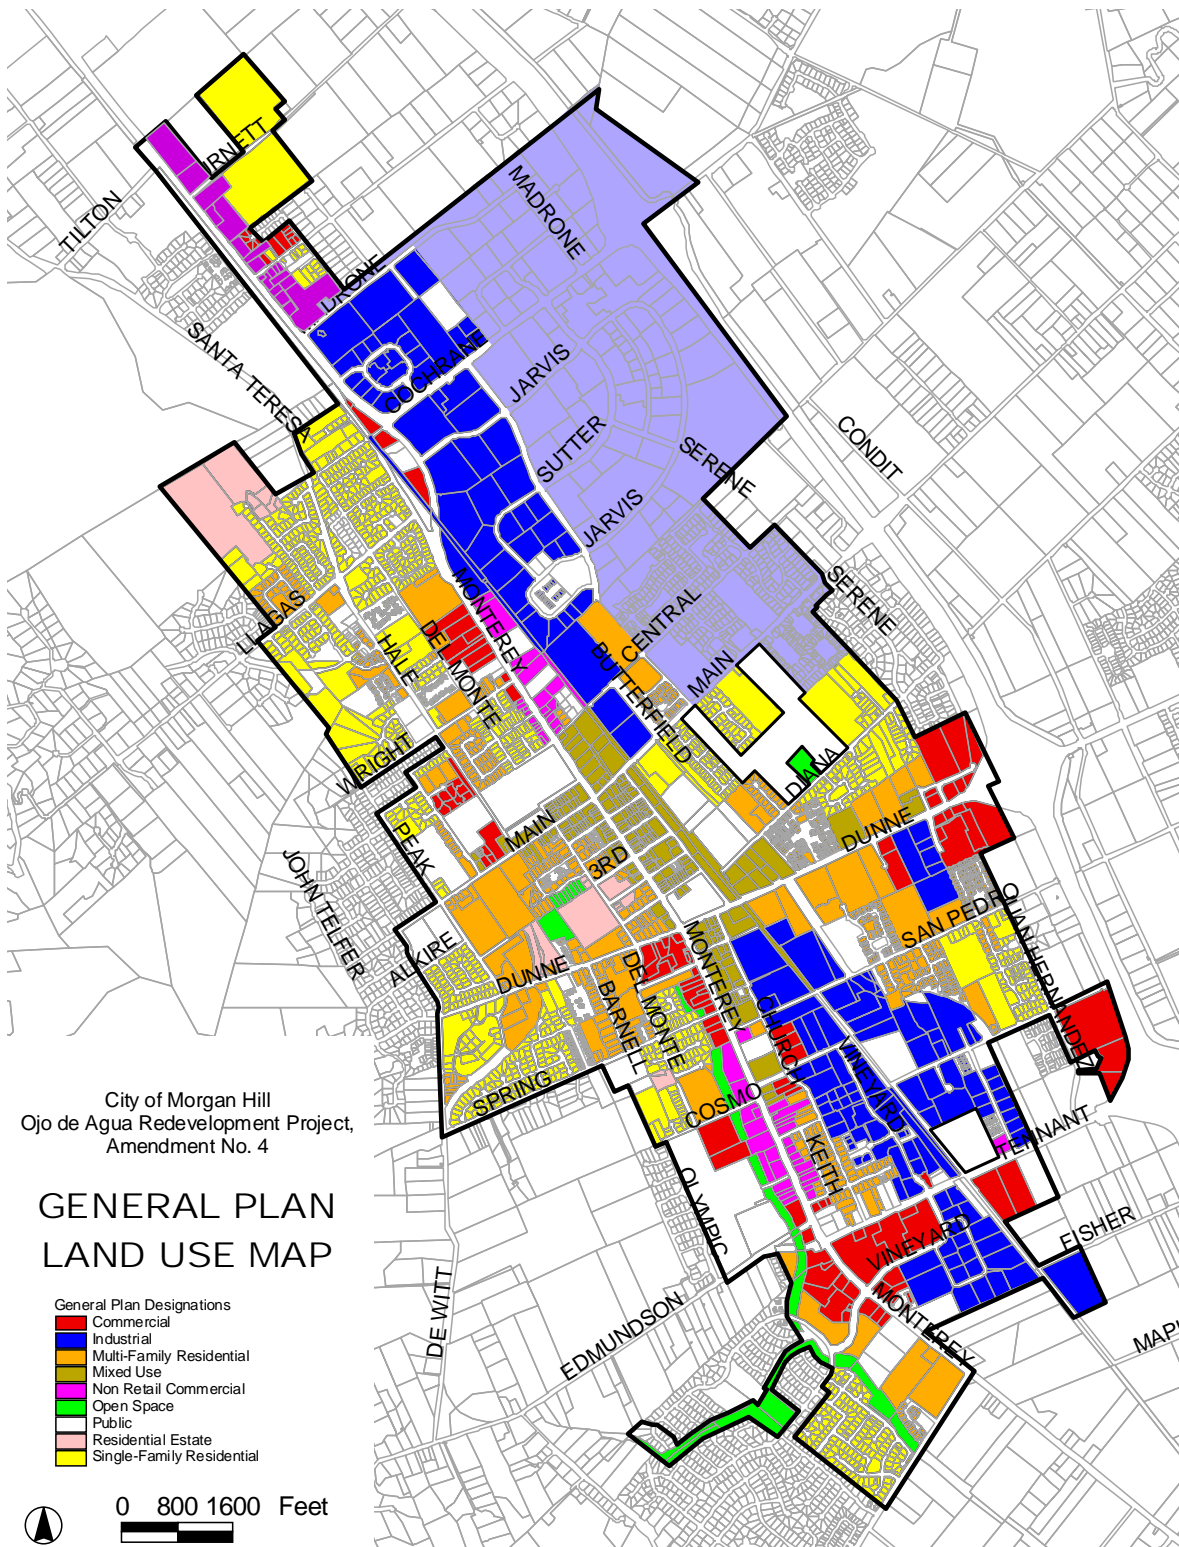 IRNETT
TILTON
MADRONE
DRONE
SANTA TERESA
COCHRANE
JARVIS
CONDIT
SUTTER
SERENE
JARVIS
SERENE
MONTEREY
LLAGAS
CENTRAL
HALE
DEL MONTE
BUTTERFIELD
MAIN
WRIGHT
DIANA
PEAK
MAIN
DUNNE
3RD
JOHN TELFER
SAN PEDRO
ALKIRE
DUNNE
DEL MONTE
MONTEREY
JUAN HERNANDEZ
BARNELL
CHURCH
VINEYARD
SPRING
COSMO
TENNANT
KEITH
OLYMPIC
VINEYARD
FISHER
DE WITT
EDMUNDSON
MONTEREY
City of Morgan Hill
Ojo de Agua Redevelopment Project,
Amendment No. 4
GENERAL PLAN
LAND USE MAP
General Plan Designations
Commercial
Industrial
Multi-Family Residential
Mixed Use
Non Retail Commercial
Open Space
Public
Residential Estate
Single-Family Residential
0 800 1600 Feet